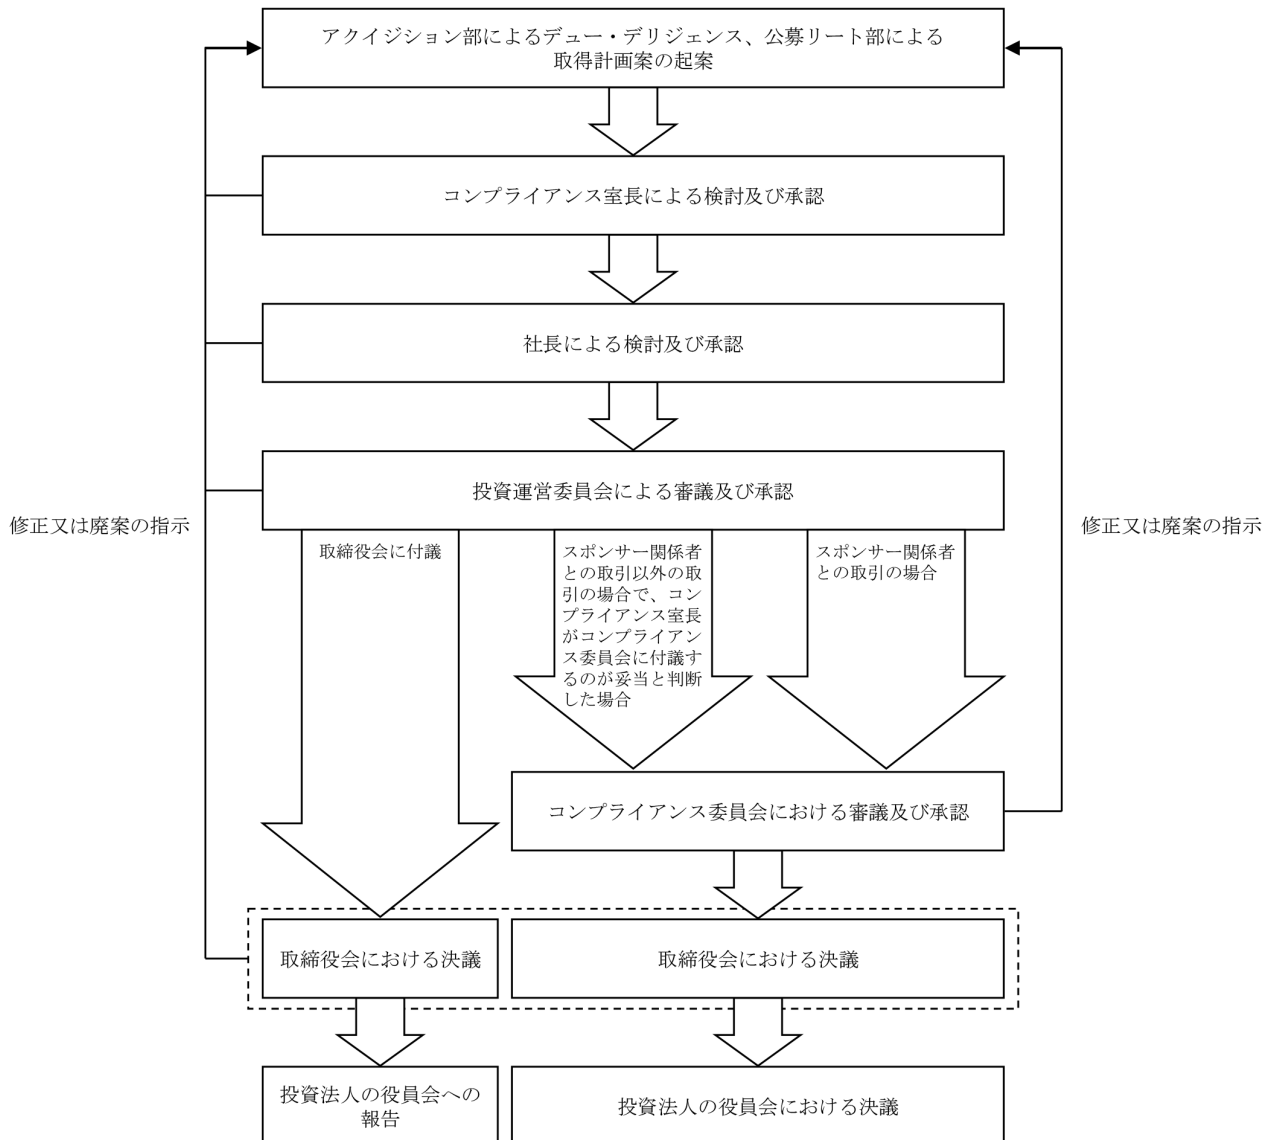 アクイジション部によるデュー・デリジェンス、公募リート部による
取得計画案の起案
コンプライアンス室長による検討及び承認
社長による検討及び承認
投資運営委員会による審議及び承認
修正又は廃案の指示
修正又は廃案の指示
取締役会に付議
スポンサー関係者
との取引以外の取
引の場合で、コン
プライアンス室長
がコンプライアン
ス委員会に付議す
るのが妥当と判断
した場合
スポンサー関係者
との取引の場合
コンプライアンス委員会における審議及び承認
取締役会における決議
取締役会における決議
投資法人の役員会への
報告
投資法人の役員会における決議